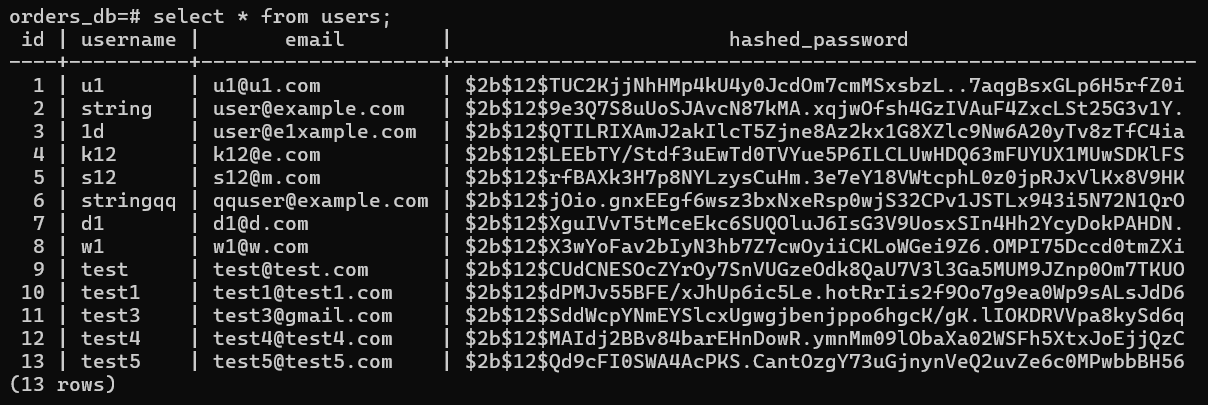 orders_db=# select * from users;
 id | username |        email        |                        hashed_password
----+----------+---------------------+--------------------------------------------------------------
  1 | u1       | u1@u1.com           | $2b$12$TUC2KjjNhHMp4kU4y0JcdOm7cmMSxsbzL..7aqgBsxGLp6H5rfZ0i
  2 | string   | user@example.com    | $2b$12$9e3Q7S8uUoSJAvcN87kMA.xqjwOfsh4GzIVAuF4ZxcLSt25G3v1Y.
  3 | 1d       | user@e1xample.com   | $2b$12$QTILRIXAmJ2akIlcT5Zjne8Az2kx1G8XZlc9Nw6A20yTv8zTfC4ia
  4 | k12      | k12@e.com           | $2b$12$LEEbTY/Stdf3uEwTd0TVYue5P6ILCLUwHDQ63mFUYUX1MUwSDKlFS
  5 | s12      | s12@m.com           | $2b$12$rfBAXk3H7p8NYLzysCuHm.3e7eY18VWtcphL0z0jpRJxVlKx8V9HK
  6 | stringqq | qquser@example.com  | $2b$12$jOio.gnxEEgf6wsz3bxNxeRsp0wjS32CPv1JSTLx943i5N72N1QrO
  7 | d1       | d1@d.com            | $2b$12$XguIVvT5tMceEkc6SUQOluJ6IsG3V9UosxSIn4Hh2YcyDokPAHDN.
  8 | w1       | w1@w.com            | $2b$12$X3wYoFav2bIyN3hb7Z7cwOyiiCKLoWGei9Z6.OMPI75Dccd0tmZXi
  9 | test     | test@test.com       | $2b$12$CUdCNESOcZYrOy7SnVUGzeOdk8QaU7V3l3Ga5MUM9JZnp0Om7TKUO
 10 | test1    | test1@test1.com     | $2b$12$dPMJv55BFE/xJhUp6ic5Le.hotRrIis2f9Oo7g9ea0Wp9sALsJdD6
 11 | test3    | test3@gmail.com     | $2b$12$SddWcpYNmEYSlcxUgwgjbenjppo6hgcK/gK.lIOKDRVVpa8kySd6q
 12 | test4    | test4@test4.com     | $2b$12$MAIdj2BBv84barEHnDowR.ymnMm09lObaXa02WSFh5XtxJoEjjQzC
 13 | test5    | test5@test5.com     | $2b$12$Qd9cFI0SWA4AcPKS.CantOzgY73uGjnynVeQ2uvZe6c0MPwbbBH56
(13 rows)